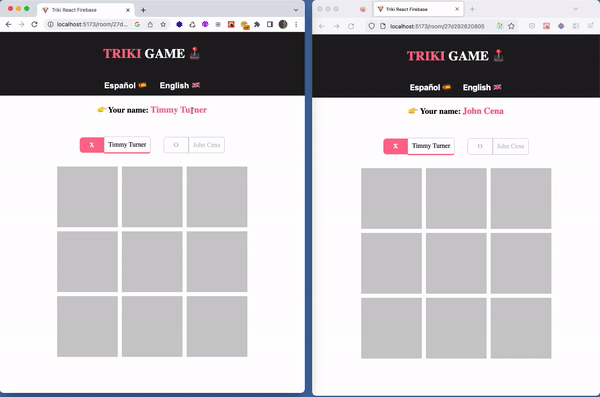 Triki React Firebase
localhost:5173/room/27d...
TRIKI GAME
Español English
Your name: Timmy Turner
X Timmy Turner O John Cena
Triki React Firebase
localhost:5173/room/27d292620805
TRIKI GAME
Español English
Your name: John Cena
X Timmy Turner O John Cena